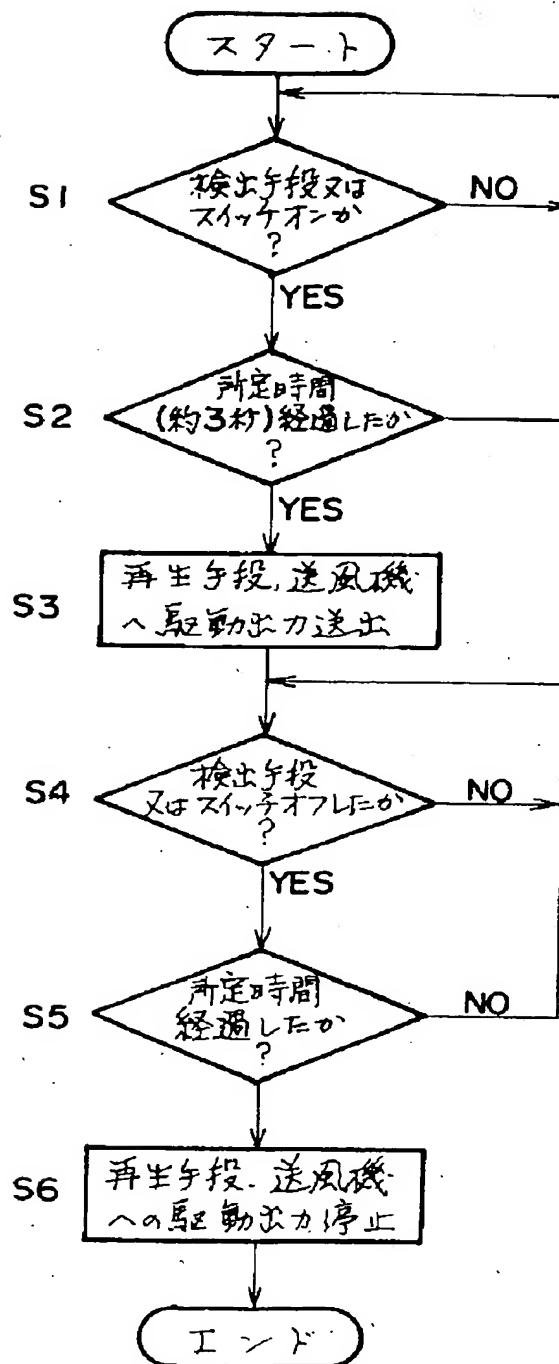 スタート
S1
検出手段又は
スイッチオンか
?
NO
YES
S2
所定時間
(約3秒)経過したか
?
YES
S3
再生手段,送風機
へ駆動出力送出
S4
検出手段
又はスイッチオフしたか
?
NO
YES
S5
所定時間
経過したか
?
NO
S6
再生手段、送風機
への駆動出力停止
エンド